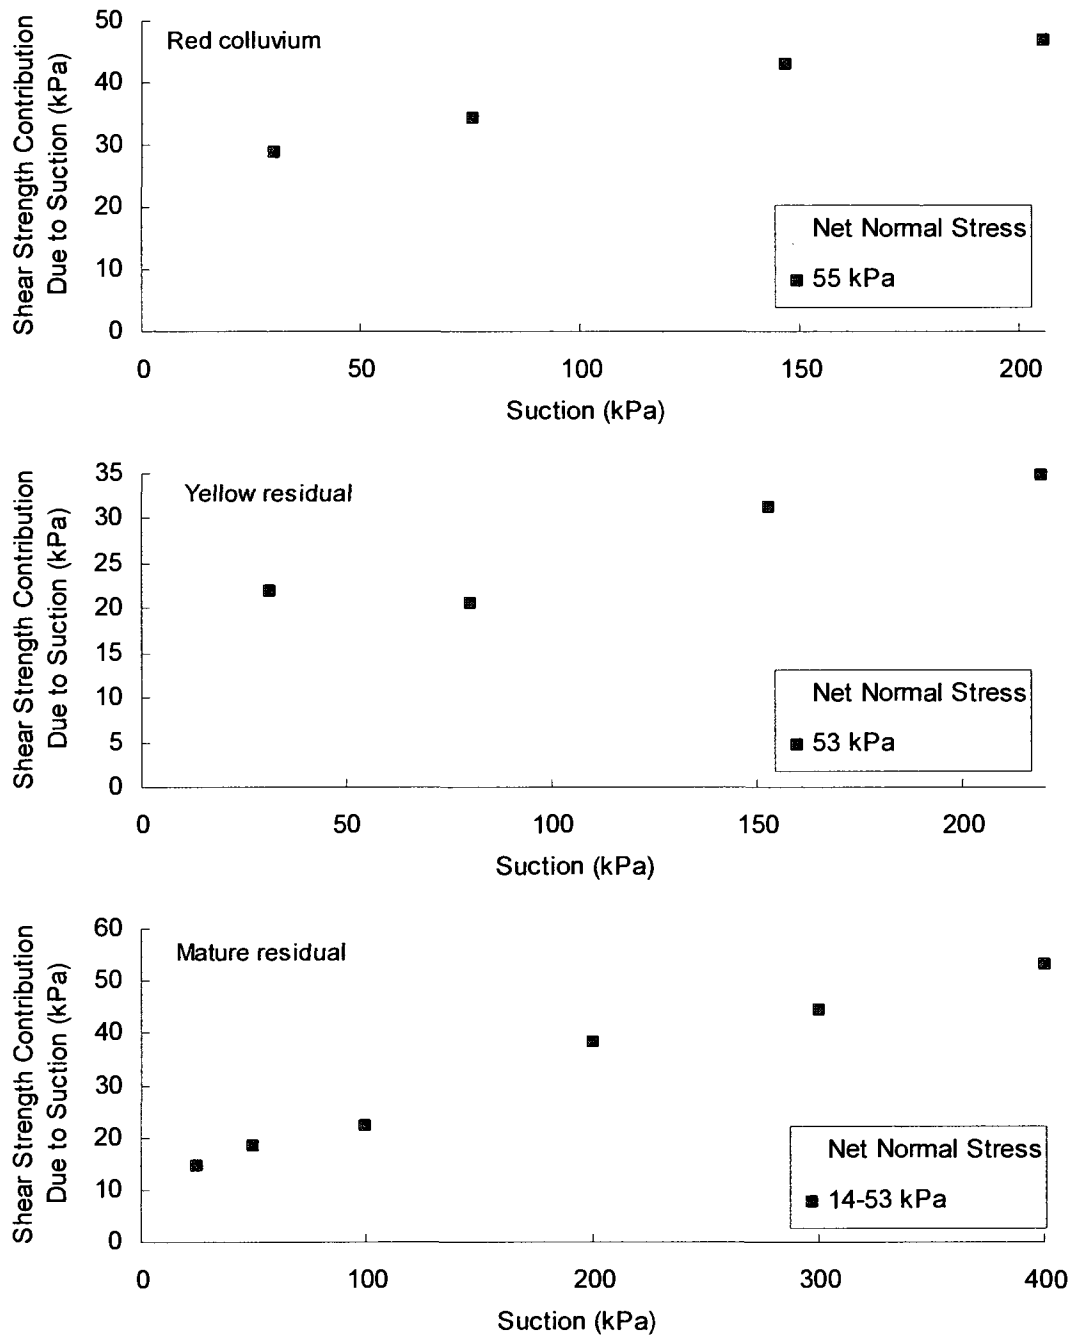 Red colluvium
Shear Strength Contribution
Due to Suction (kPa)
50
40
30
20
10
0
Net Normal Stress
55 kPa
0 50 100 150 200
Suction (kPa)
Yellow residual
Shear Strength Contribution
Due to Suction (kPa)
35
30
25
20
15
10
5
0
Net Normal Stress
53 kPa
0 50 100 150 200
Suction (kPa)
Mature residual
Shear Strength Contribution
Due to Suction (kPa)
60
50
40
30
20
10
0
Net Normal Stress
14-53 kPa
0 100 200 300 400
Suction (kPa)